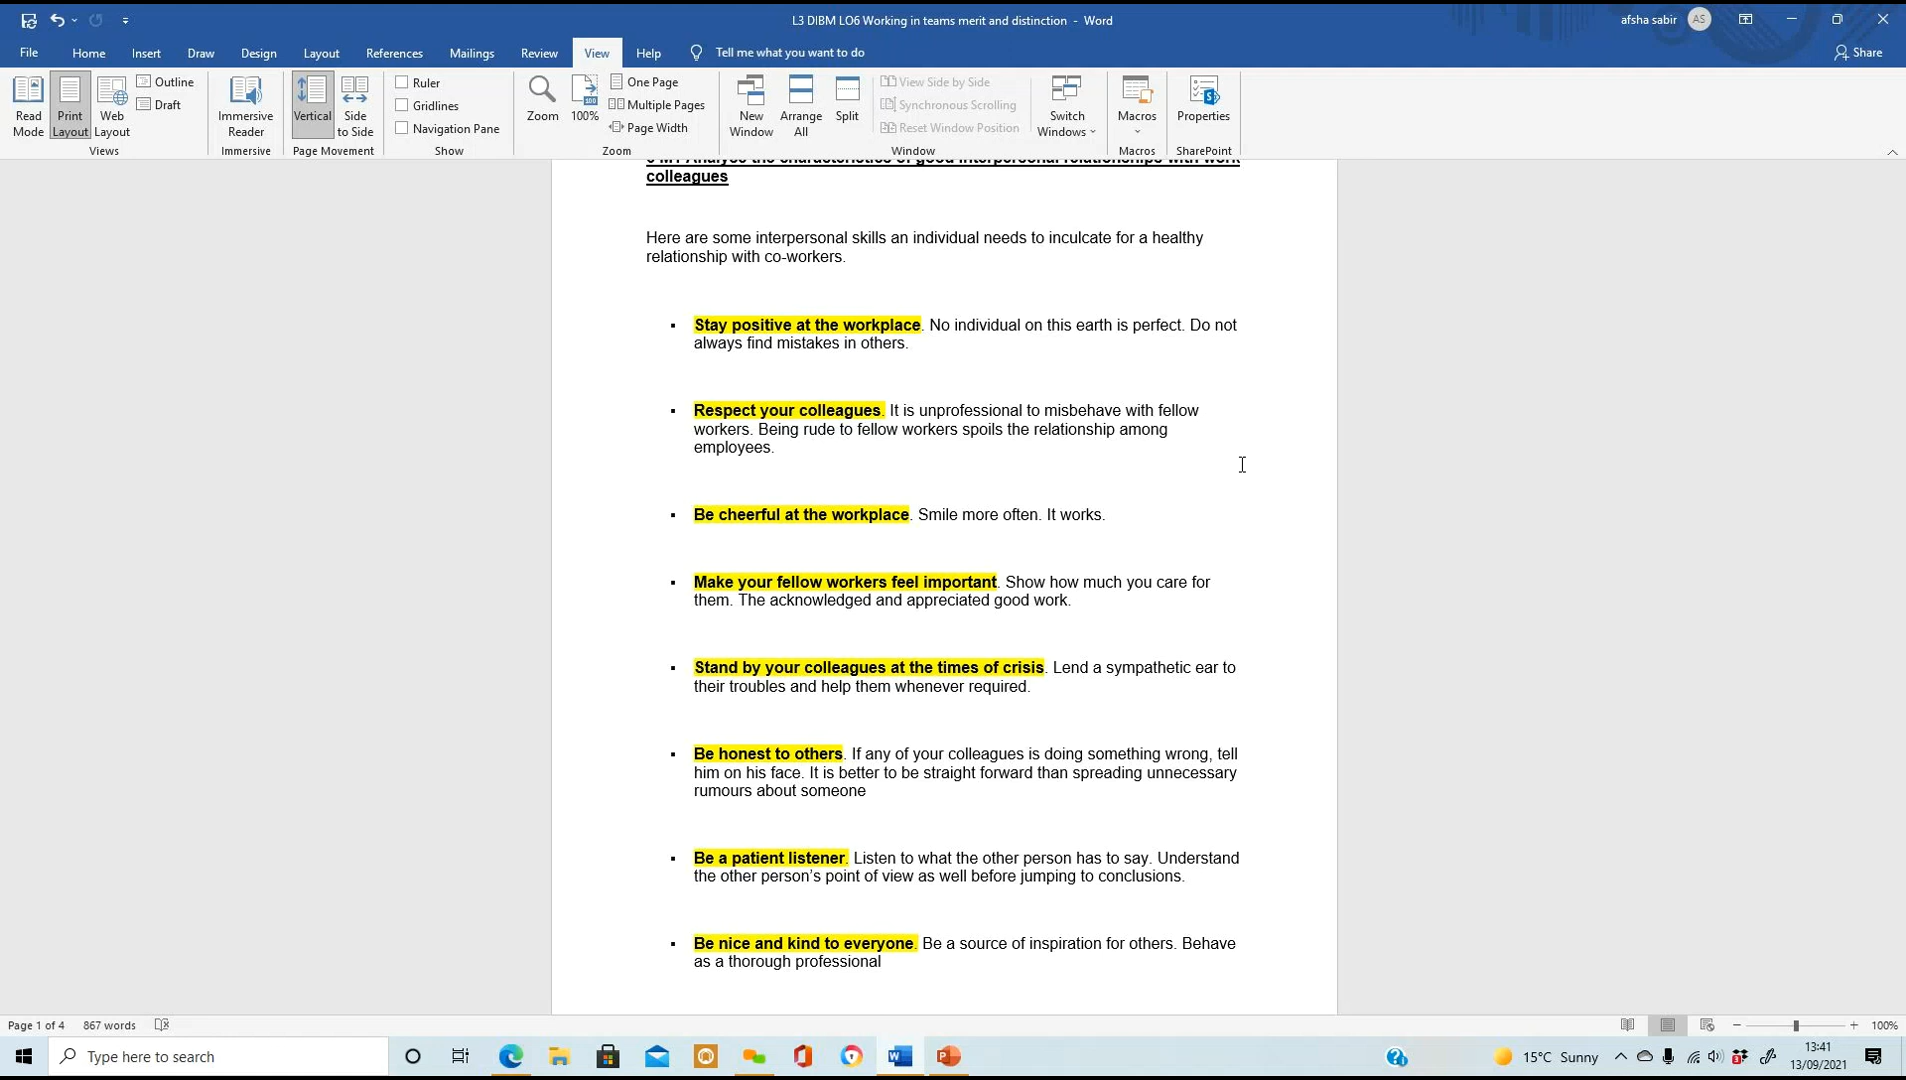 L3 DIBM LO6 Working in teams merit and distinction - Word
afsha sabir
AS
File
Home
Insert
Draw
Design
Layout
References
Mailings
Review
View
Help
Tell me what you want to do
Share
Read Mode
Print Layout
Web Layout
Outline
Draft
Views
Immersive Reader
Immersive
Vertical
Side to Side
Page Movement
Ruler
Gridlines
Navigation Pane
Show
Zoom
100%
One Page
Multiple Pages
Page Width
Zoom
New Window
Arrange All
Split
View Side by Side
Synchronous Scrolling
Reset Window Position
Window
Switch Windows
Macros
Macros
Properties
SharePoint
6 M1 Analyse the characteristics of good interpersonal relationships with work
colleagues
Here are some interpersonal skills an individual needs to inculcate for a healthy
relationship with co-workers.
▪ Stay positive at the workplace. No individual on this earth is perfect. Do not
always find mistakes in others.
▪ Respect your colleagues. It is unprofessional to misbehave with fellow
workers. Being rude to fellow workers spoils the relationship among
employees.
▪ Be cheerful at the workplace. Smile more often. It works.
▪ Make your fellow workers feel important. Show how much you care for
them. The acknowledged and appreciated good work.
▪ Stand by your colleagues at the times of crisis. Lend a sympathetic ear to
their troubles and help them whenever required.
▪ Be honest to others. If any of your colleagues is doing something wrong, tell
him on his face. It is better to be straight forward than spreading unnecessary
rumours about someone
▪ Be a patient listener. Listen to what the other person has to say. Understand
the other person's point of view as well before jumping to conclusions.
▪ Be nice and kind to everyone. Be a source of inspiration for others. Behave
as a thorough professional
Page 1 of 4
867 words
100%
Type here to search
15°C Sunny
13:41
13/09/2021